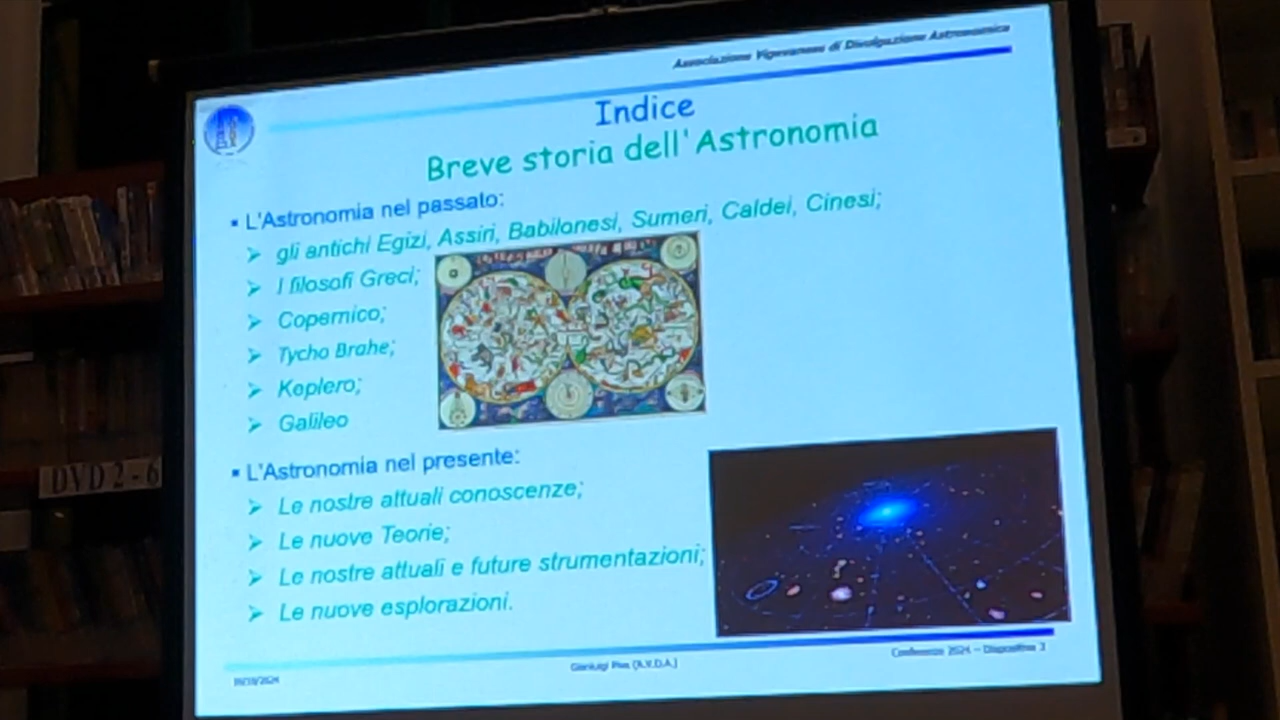 Associazione Vigevanese di Divulgazione Astronomica
Indice
Breve storia dell'Astronomia
▪ L'Astronomia nel passato:
➢ gli antichi Egizi, Assiri, Babilonesi, Sumeri, Caldei, Cinesi;
➢ I filosofi Greci;
➢ Copernico;
➢ Tycho Brahe;
➢ Keplero;
➢ Galileo
▪ L'Astronomia nel presente:
➢ Le nostre attuali conoscenze;
➢ Le nuove Teorie;
➢ Le nostre attuali e future strumentazioni;
➢ Le nuove esplorazioni.
DVD 2-6
Gianluigi (A.V.D.A.)
Conferenza 2024 – Diapositiva